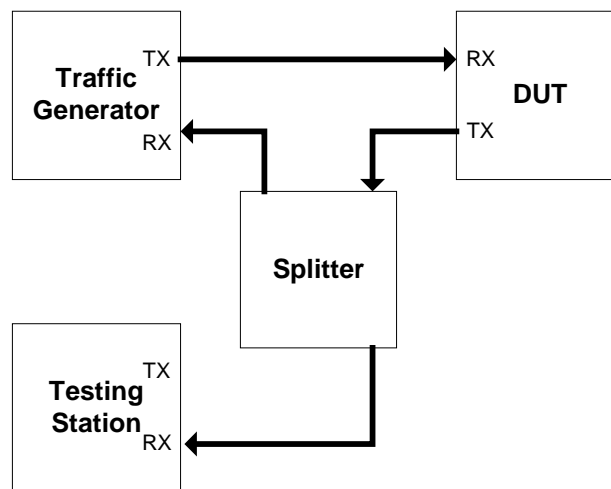 TX
Traffic
Generator
RX
RX
DUT
TX
Splitter
TX
Testing
Station
RX